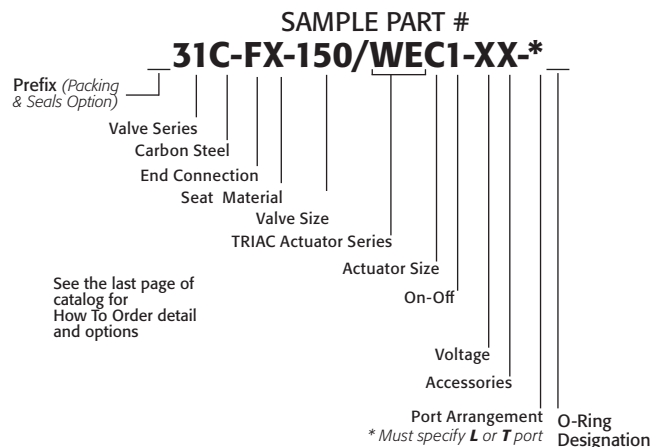 SAMPLE PART #
__31C-FX-150/WEC1-XX-*__
Prefix (Packing
& Seals Option)
Valve Series
Carbon Steel
End Connection
Seat Material
Valve Size
TRIAC Actuator Series
Actuator Size
On-Off
See the last page of
catalog for
How To Order detail
and options
Voltage
Accessories
Port Arrangement
* Must specify L or T port
O-Ring
Designation